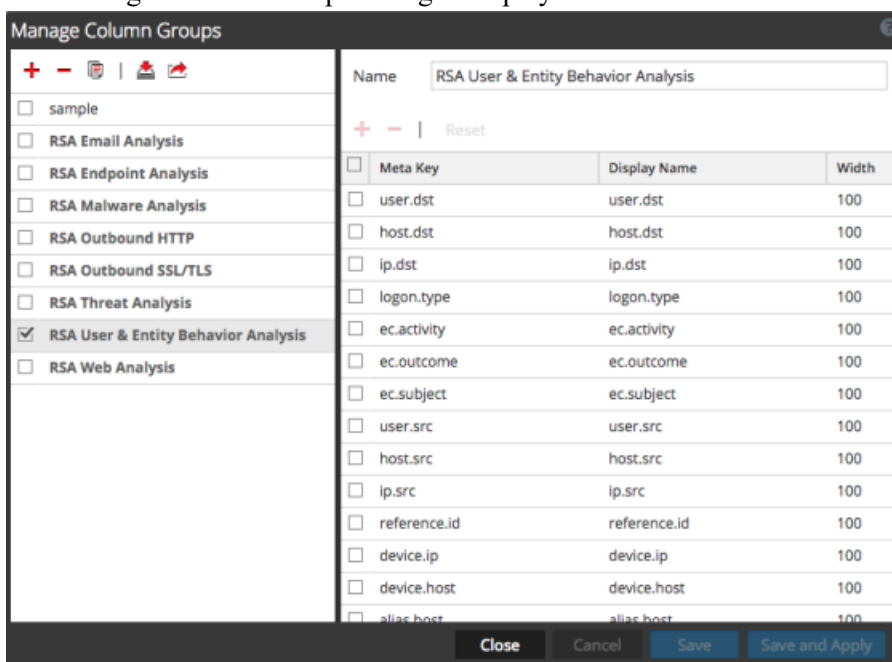 Manage Column Groups
sample
RSA Email Analysis
RSA Endpoint Analysis
RSA Malware Analysis
RSA Outbound HTTP
RSA Outbound SSL/TLS
RSA Threat Analysis
RSA User & Entity Behavior Analysis
RSA Web Analysis
Name RSA User & Entity Behavior Analysis
Reset
Meta Key Display Name Width
user.dst user.dst 100
host.dst host.dst 100
ip.dst ip.dst 100
logon.type logon.type 100
ec.activity ec.activity 100
ec.outcome ec.outcome 100
ec.subject ec.subject 100
user.src user.src 100
host.src host.src 100
ip.src ip.src 100
reference.id reference.id 100
device.ip device.ip 100
device.host device.host 100
alias.host alias.host 100
Close Cancel Save Save and Apply